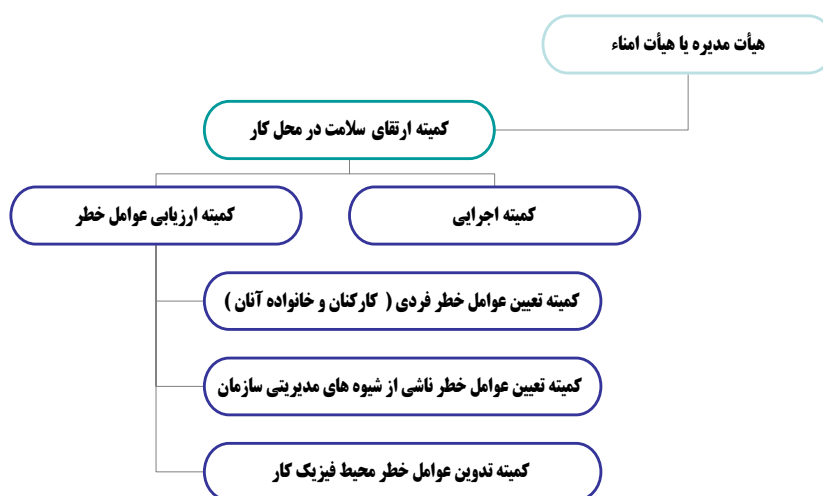 هیأت مدیره یا هیأت امناء
کمیته ارتقای سلامت در محل کار
کمیته اجرایی
کمیته ارزیابی عوامل خطر
کمیته تعیین عوامل خطر فردی ( کارکنان و خانواده آنان )
کمیته تعیین عوامل خطر ناشی از شیوه های مدیریتی سازمان
کمیته تدوین عوامل خطر محیط فیزیک کار